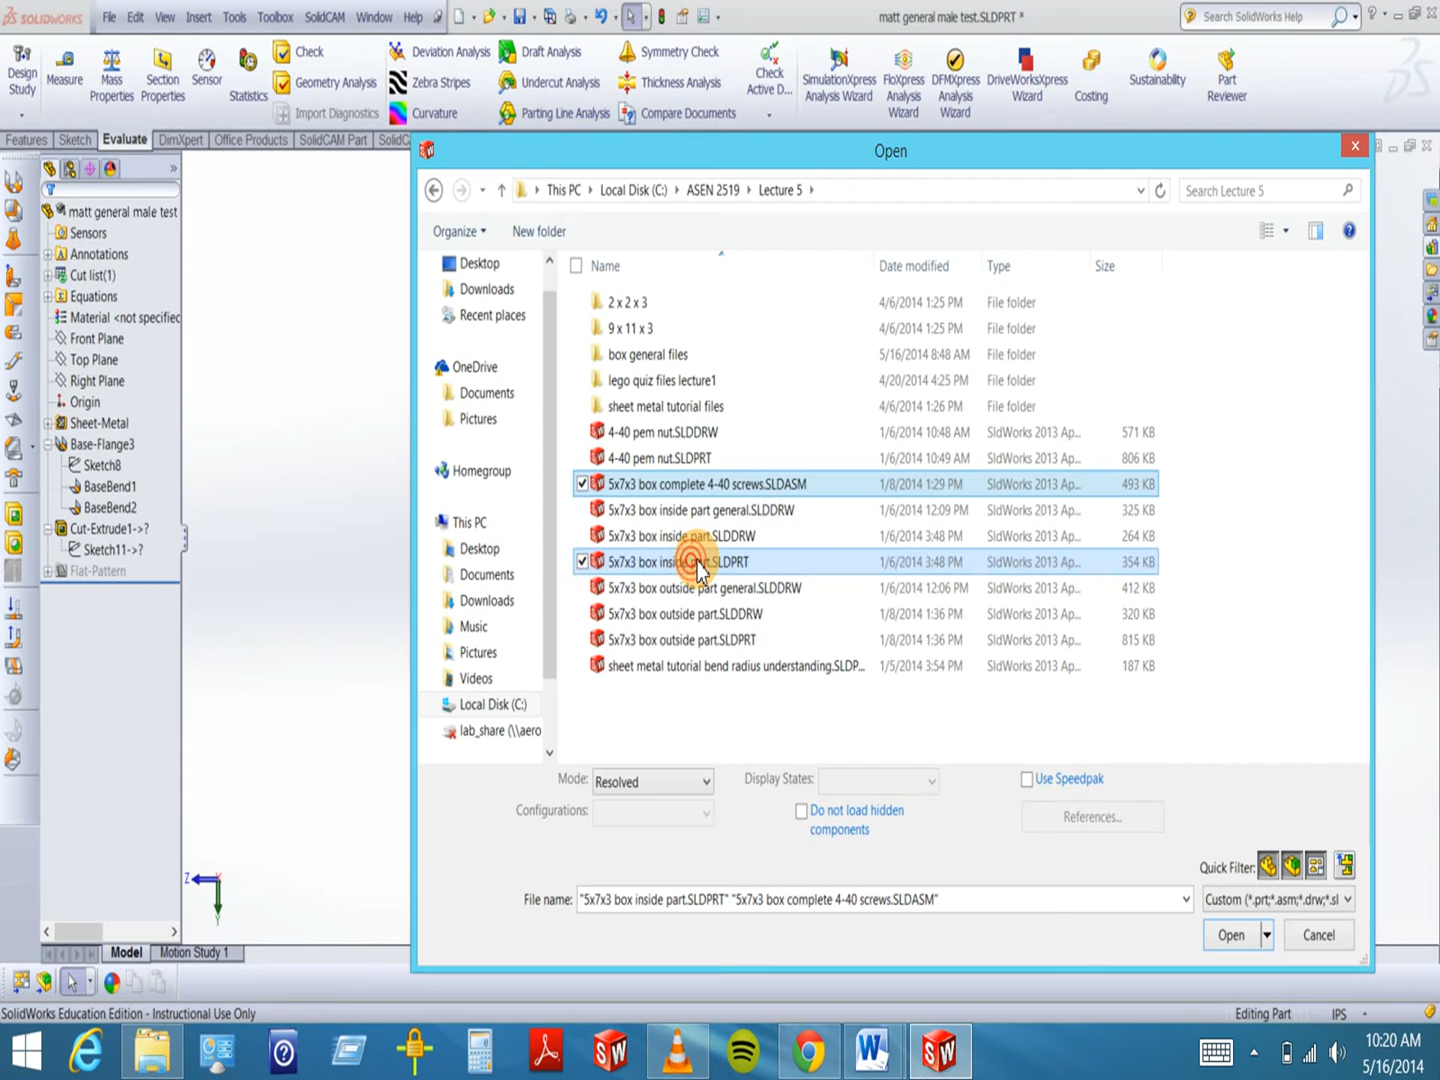 SOLIDWORKS File Edit View Insert Tools Toolbox SolidCAM Window Help matt general male test.SLDPRT * Search SolidWorks Help
Design Study
Measure
Mass Properties
Section Properties
Sensor
Statistics
Check
Geometry Analysis
Import Diagnostics
Deviation Analysis
Zebra Stripes
Curvature
Draft Analysis
Undercut Analysis
Parting Line Analysis
Symmetry Check
Thickness Analysis
Compare Documents
Check Active D...
SimulationXpress Analysis Wizard
FloXpress Analysis Wizard
DFMXpress Analysis Wizard
DriveWorksXpress Wizard
Costing
Sustainability
Part Reviewer
Features Sketch Evaluate DimXpert Office Products SolidCAM Part SolidC
matt general male test
Sensors
Annotations
Cut list(1)
Equations
Material <not specified
Front Plane
Top Plane
Right Plane
Origin
Sheet-Metal
Base-Flange3
Sketch8
BaseBend1
BaseBend2
Cut-Extrude1->?
Sketch11->?
Flat-Pattern
Z
Y
Open
This PC Local Disk (C:) ASEN 2519 Lecture 5 Search Lecture 5
Organize New folder
Desktop
Downloads
Recent places
OneDrive
Documents
Pictures
Homegroup
This PC
Desktop
Documents
Downloads
Music
Pictures
Videos
Local Disk (C:)
lab_share (\\aero
Name Date modified Type Size
2 x 2 x 3 4/6/2014 1:25 PM File folder
9 x 11 x 3 4/6/2014 1:25 PM File folder
box general files 5/16/2014 8:48 AM File folder
lego quiz files lecture1 4/20/2014 4:25 PM File folder
sheet metal tutorial files 4/6/2014 1:26 PM File folder
4-40 pem nut.SLDDRW 1/6/2014 10:48 AM SldWorks 2013 Ap... 571 KB
4-40 pem nut.SLDPRT 1/6/2014 10:49 AM SldWorks 2013 Ap... 806 KB
5x7x3 box complete 4-40 screws.SLDASM 1/8/2014 1:29 PM SldWorks 2013 Ap... 493 KB
5x7x3 box inside part general.SLDDRW 1/6/2014 12:09 PM SldWorks 2013 Ap... 325 KB
5x7x3 box inside part.SLDDRW 1/6/2014 3:48 PM SldWorks 2013 Ap... 264 KB
5x7x3 box inside part.SLDPRT 1/6/2014 3:48 PM SldWorks 2013 Ap... 354 KB
5x7x3 box outside part general.SLDDRW 1/6/2014 12:06 PM SldWorks 2013 Ap... 412 KB
5x7x3 box outside part.SLDDRW 1/8/2014 1:36 PM SldWorks 2013 Ap... 320 KB
5x7x3 box outside part.SLDPRT 1/8/2014 1:36 PM SldWorks 2013 Ap... 815 KB
sheet metal tutorial bend radius understanding.SLDP... 1/5/2014 3:54 PM SldWorks 2013 Ap... 187 KB
Mode: Resolved Display States: Use Speedpak
Configurations: Do not load hidden components References...
Quick Filter:
File name: "5x7x3 box inside part.SLDPRT" "5x7x3 box complete 4-40 screws.SLDASM" Custom (*.prt;*.asm;*.drw;*.sl
Open Cancel
Model Motion Study 1
SolidWorks Education Edition - Instructional Use Only Editing Part IPS
10:20 AM
5/16/2014